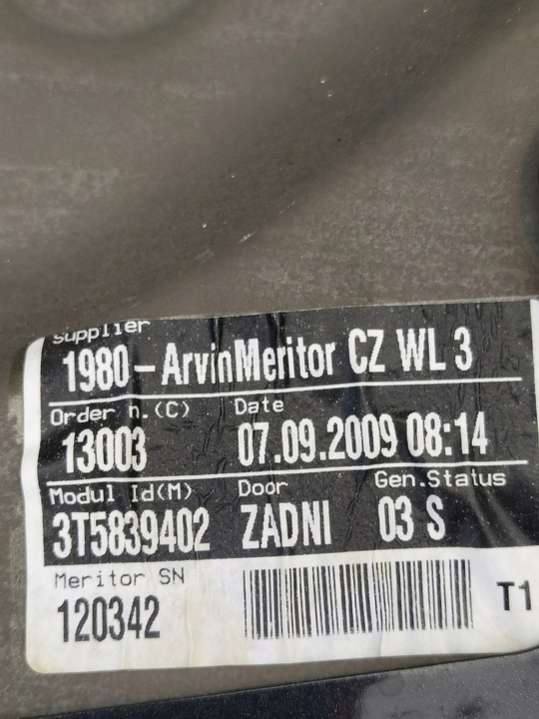 Supplier
1980-ArvinMeritor CZ WL 3
Order n.(C) Date
13003 07.09.2009 08:14
Modul Id(M) Door Gen.Status
3T5839402 ZADNI 03 S
Meritor SN
120342 T1